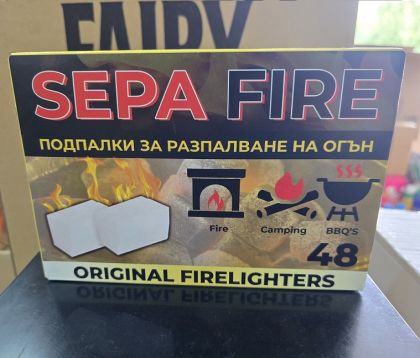 FAIRY
SEPA FIRE
ПОДПАЛКИ ЗА РАЗПАЛВАНЕ НА ОГЪН
Fire
Camping
BBQ'S
48
ORIGINAL FIRELIGHTERS